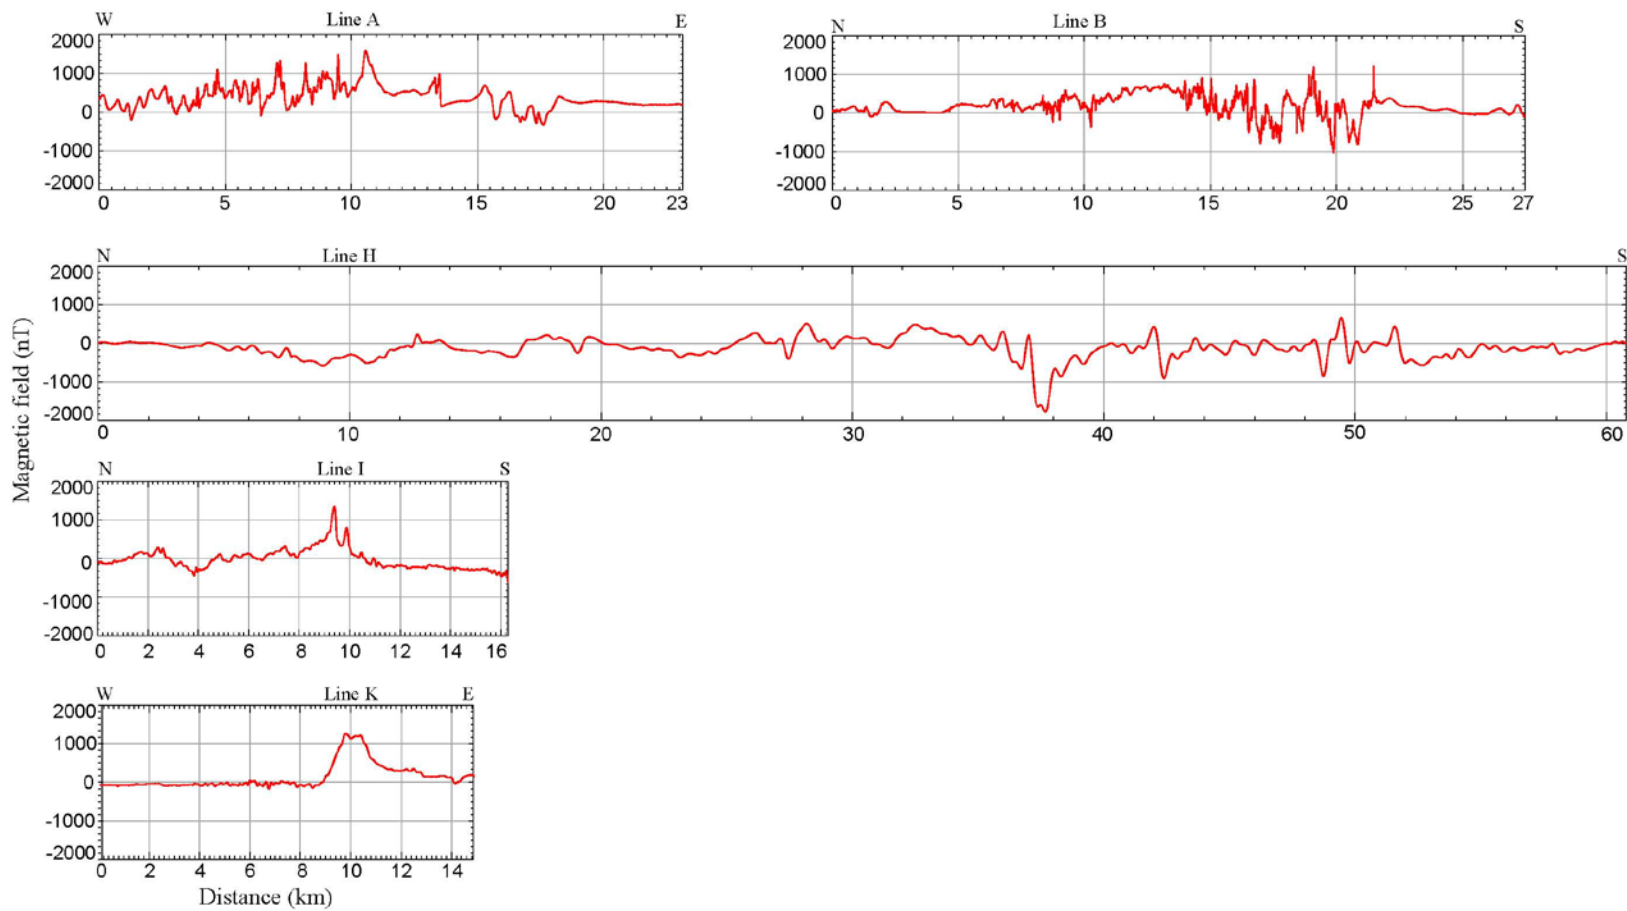 W Line A E
N Line B S
2000
1000
0
-1000
-2000
0 5 10 15 20 23
2000
1000
0
-1000
-2000
0 5 10 15 20 25 27
N Line H S
2000
1000
0
-1000
-2000
0 10 20 30 40 50 60
Magnetic field (nT)
N Line I S
2000
1000
0
-1000
-2000
0 2 4 6 8 10 12 14 16
W Line K E
2000
1000
0
-1000
-2000
0 2 4 6 8 10 12 14
Distance (km)